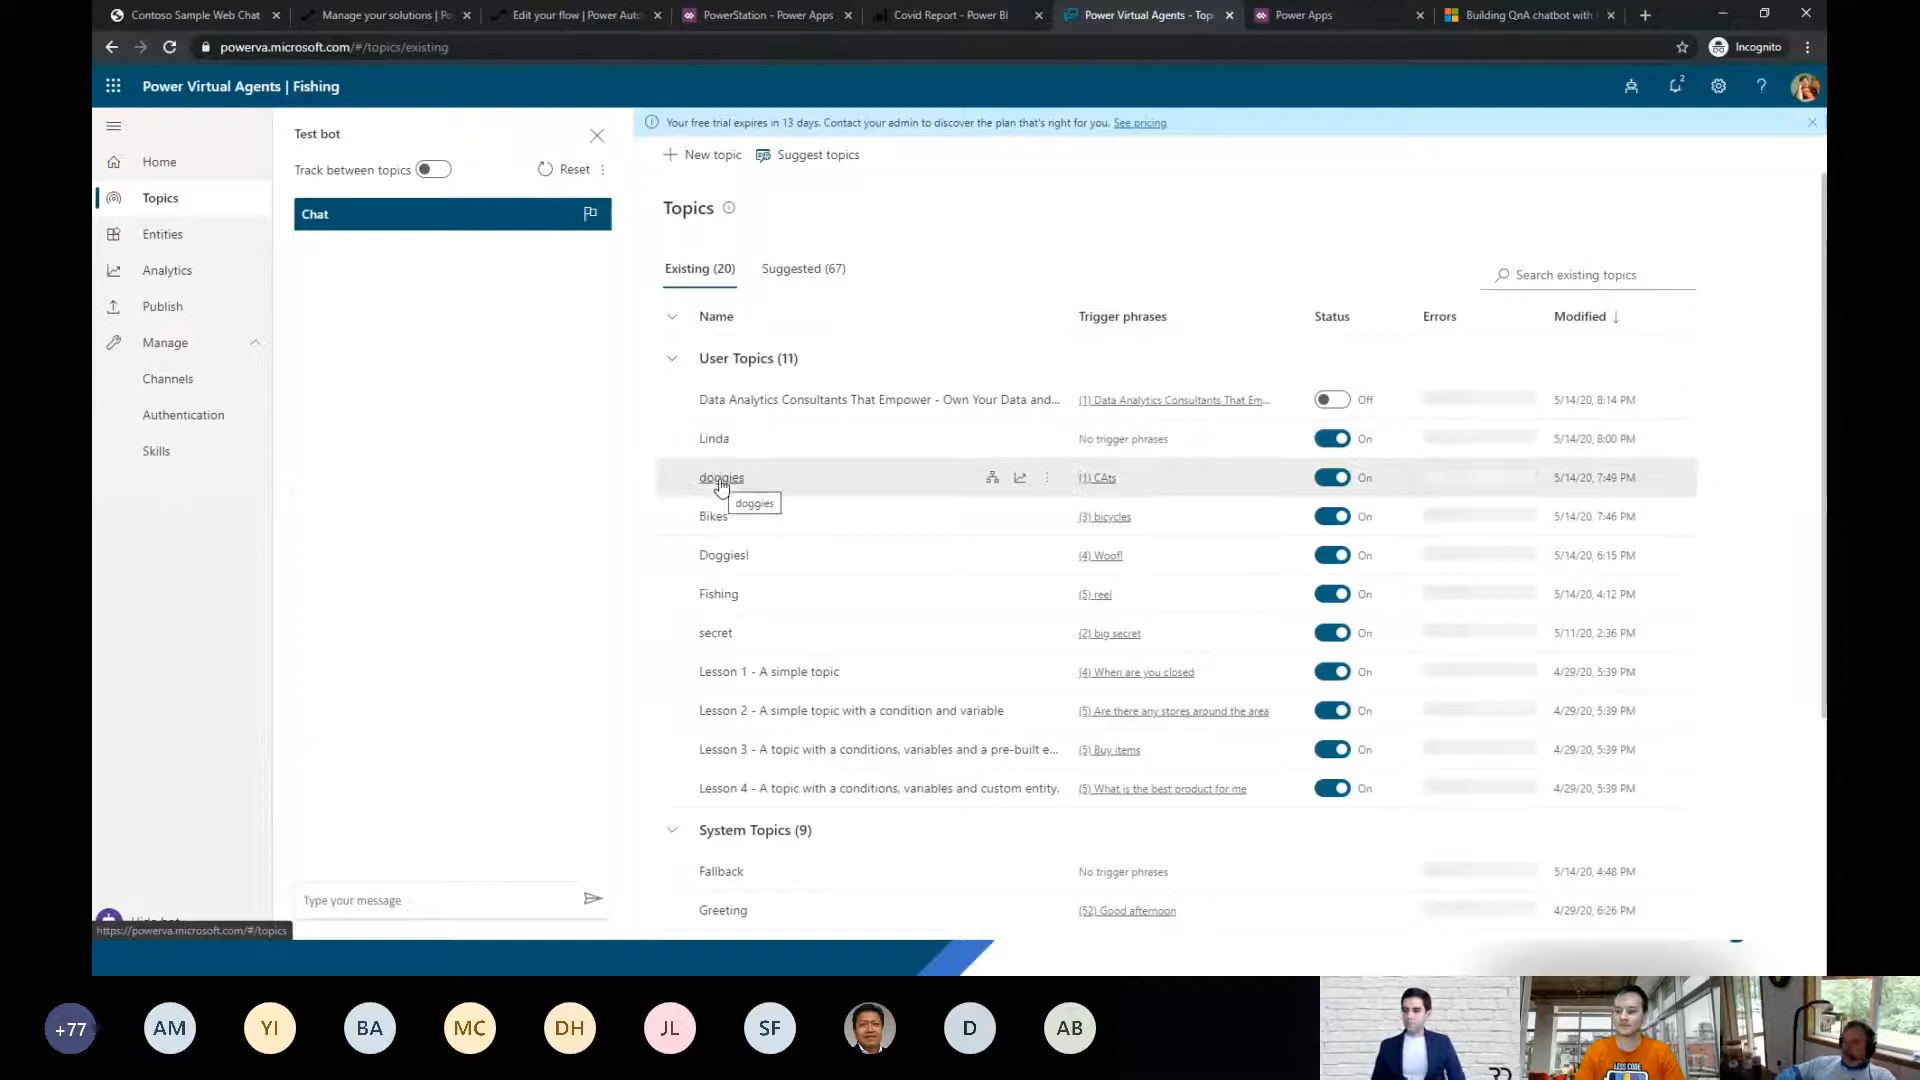 Contoso Sample Web Chat
Manage your solutions | Po
Edit your flow | Power Auto
PowerStation - Power Apps
Covid Report - Power BI
Power Virtual Agents - Top
Power Apps
Building QnA chatbot with
powerva.microsoft.com/#/topics/existing
Incognito
Power Virtual Agents | Fishing
2
Home
Topics
Entities
Analytics
Publish
Manage
Channels
Authentication
Skills
https://powerva.microsoft.com/#/topics
Test bot
Track between topics
Reset
Chat
Type your message
Your free trial expires in 13 days. Contact your admin to discover the plan that's right for you. See pricing
New topic
Suggest topics
Topics
Existing (20)
Suggested (67)
Search existing topics
Name Trigger phrases Status Errors Modified ↓
User Topics (11)
Data Analytics Consultants That Empower - Own Your Data and... (1) Data Analytics Consultants That Em... Off 5/14/20, 8:14 PM
Linda No trigger phrases On 5/14/20, 8:00 PM
doggies (1) CAts On 5/14/20, 7:49 PM
doggies
Bikes (3) bicycles On 5/14/20, 7:46 PM
Doggies! (4) Woof! On 5/14/20, 6:15 PM
Fishing (5) reel On 5/14/20, 4:12 PM
secret (2) big secret On 5/11/20, 2:36 PM
Lesson 1 - A simple topic (4) When are you closed On 4/29/20, 5:39 PM
Lesson 2 - A simple topic with a condition and variable (5) Are there any stores around the area On 4/29/20, 5:39 PM
Lesson 3 - A topic with a conditions, variables and a pre-built e... (5) Buy items On 4/29/20, 5:39 PM
Lesson 4 - A topic with a conditions, variables and custom entity. (5) What is the best product for me On 4/29/20, 5:39 PM
System Topics (9)
Fallback No trigger phrases 5/14/20, 4:48 PM
Greeting (52) Good afternoon 4/29/20, 6:26 PM
+77
AM
YI
BA
MC
DH
JL
SF
D
AB
LESS CODE